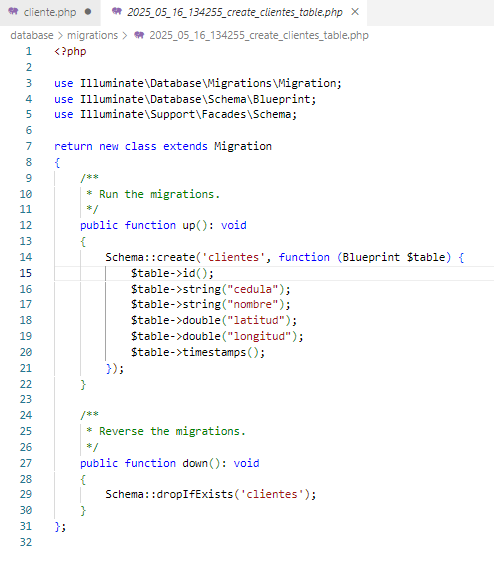 cliente.php
2025_05_16_134255_create_clientes_table.php
database > migrations > 2025_05_16_134255_create_clientes_table.php
1 <?php
2
3 use Illuminate\Database\Migrations\Migration;
4 use Illuminate\Database\Schema\Blueprint;
5 use Illuminate\Support\Facades\Schema;
6
7 return new class extends Migration
8 {
9     /**
10      * Run the migrations.
11      */
12     public function up(): void
13     {
14         Schema::create('clientes', function (Blueprint $table) {
15             $table->id();
16             $table->string("cedula");
17             $table->string("nombre");
18             $table->double("latitud");
19             $table->double("longitud");
20             $table->timestamps();
21         });
22     }
23
24     /**
25      * Reverse the migrations.
26      */
27     public function down(): void
28     {
29         Schema::dropIfExists('clientes');
30     }
31 };
32